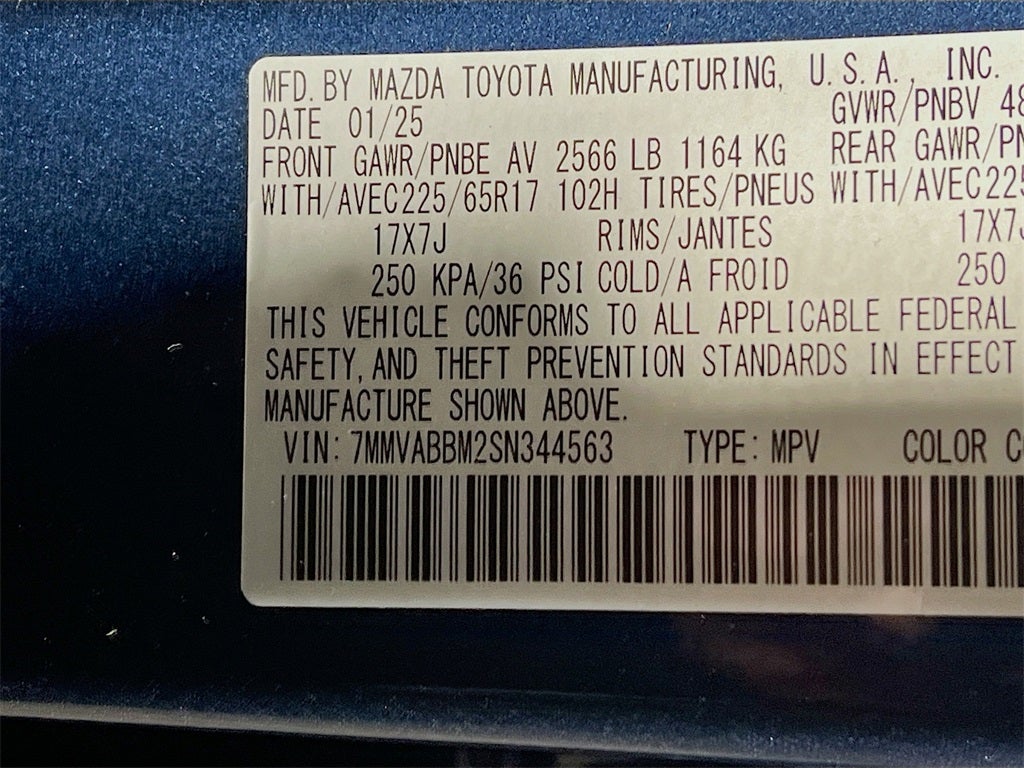 MFD. BY MAZDA TOYOTA MANUFACTURING, U.S.A., INC.
DATE 01/25 GVWR/PNBV 48
FRONT GAWR/PNBE AV 2566 LB 1164 KG REAR GAWR/PN
WITH/AVEC225/65R17 102H TIRES/PNEUS WITH/AVEC225
17X7J RIMS/JANTES 17X7J
250 KPA/36 PSI COLD/A FROID 250
THIS VEHICLE CONFORMS TO ALL APPLICABLE FEDERAL
SAFETY, AND THEFT PREVENTION STANDARDS IN EFFECT
MANUFACTURE SHOWN ABOVE.
VIN: 7MMVABBM2SN344563 TYPE: MPV COLOR C